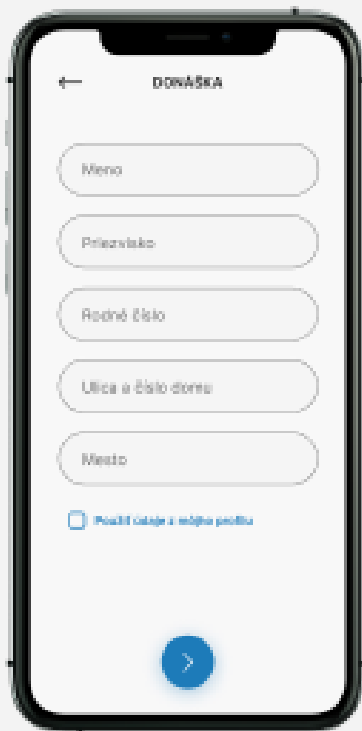 DONÁŠKA
Meno
Priezvisko
Rodné číslo
Ulica a číslo domu
Mesto
Použiť údaje z môjho profilu